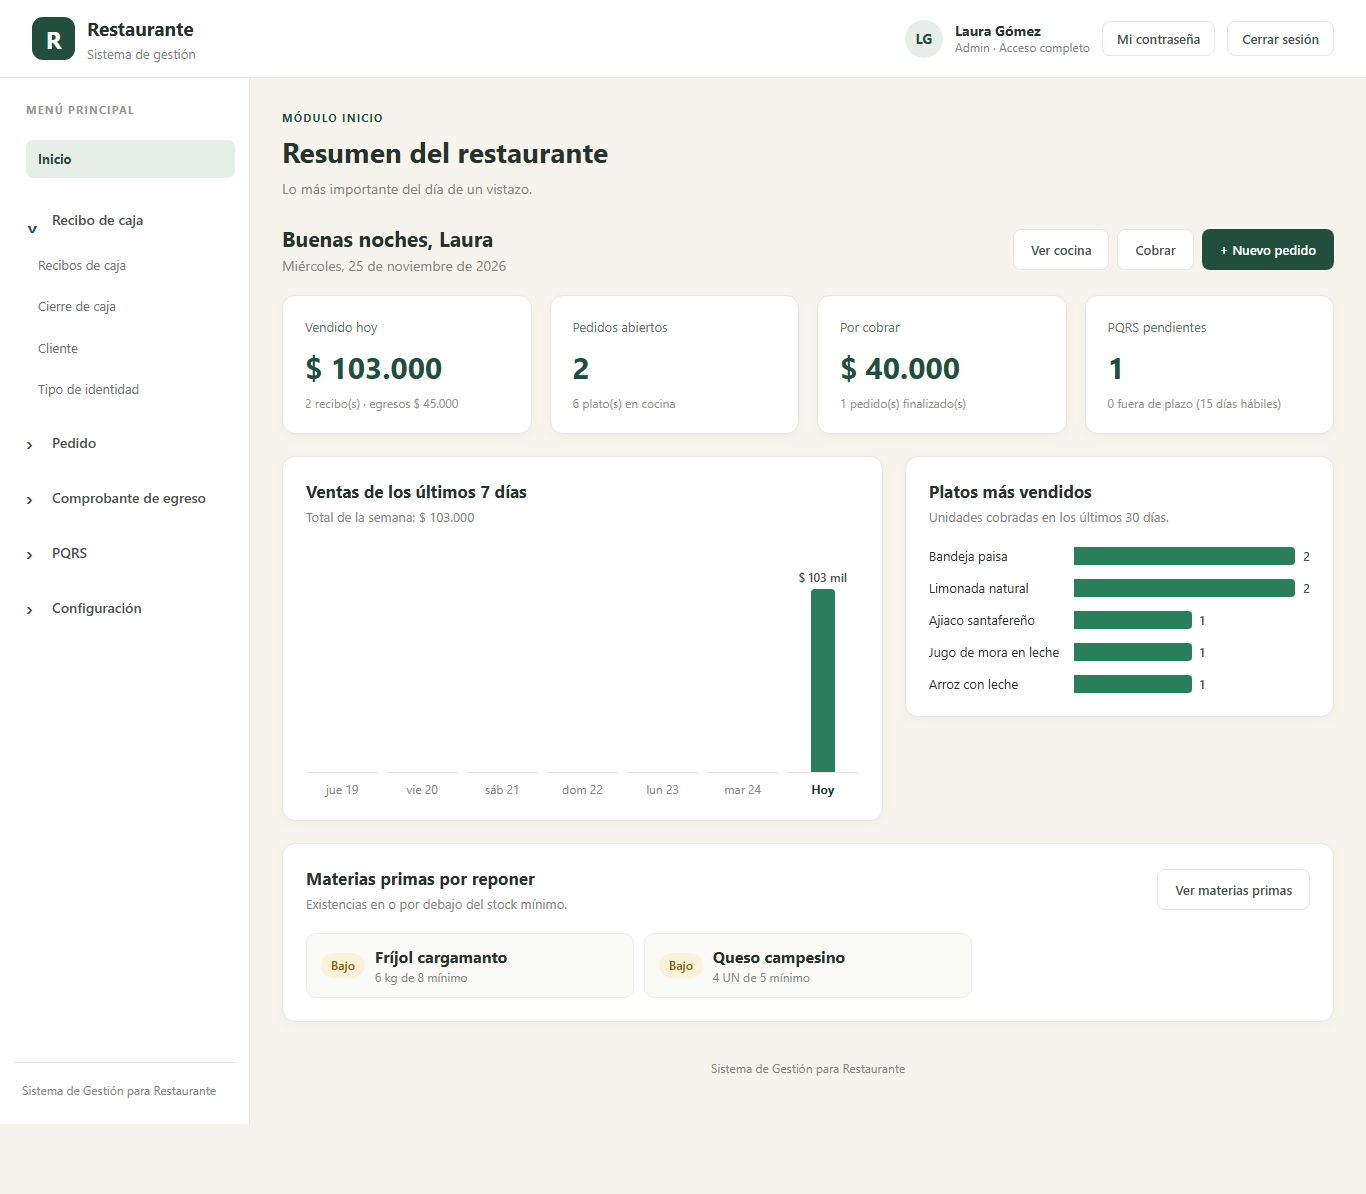 R
Restaurante
Sistema de gestión
LG
Laura Gómez
Admin · Acceso completo
Mi contraseña
Cerrar sesión
MENÚ PRINCIPAL
Inicio
v Recibo de caja
Recibos de caja
Cierre de caja
Cliente
Tipo de identidad
› Pedido
› Comprobante de egreso
› PQRS
› Configuración
Sistema de Gestión para Restaurante
MÓDULO INICIO
Resumen del restaurante
Lo más importante del día de un vistazo.
Buenas noches, Laura
Miércoles, 25 de noviembre de 2026
Ver cocina
Cobrar
+ Nuevo pedido
Vendido hoy
$ 103.000
2 recibo(s) · egresos $ 45.000
Pedidos abiertos
2
6 plato(s) en cocina
Por cobrar
$ 40.000
1 pedido(s) finalizado(s)
PQRS pendientes
1
0 fuera de plazo (15 días hábiles)
Ventas de los últimos 7 días
Total de la semana: $ 103.000
$ 103 mil
jue 19
vie 20
sáb 21
dom 22
lun 23
mar 24
Hoy
Platos más vendidos
Unidades cobradas en los últimos 30 días.
Bandeja paisa 2
Limonada natural 2
Ajiaco santafereño 1
Jugo de mora en leche 1
Arroz con leche 1
Materias primas por reponer
Existencias en o por debajo del stock mínimo.
Ver materias primas
Bajo
Fríjol cargamanto
6 kg de 8 mínimo
Bajo
Queso campesino
4 UN de 5 mínimo
Sistema de Gestión para Restaurante